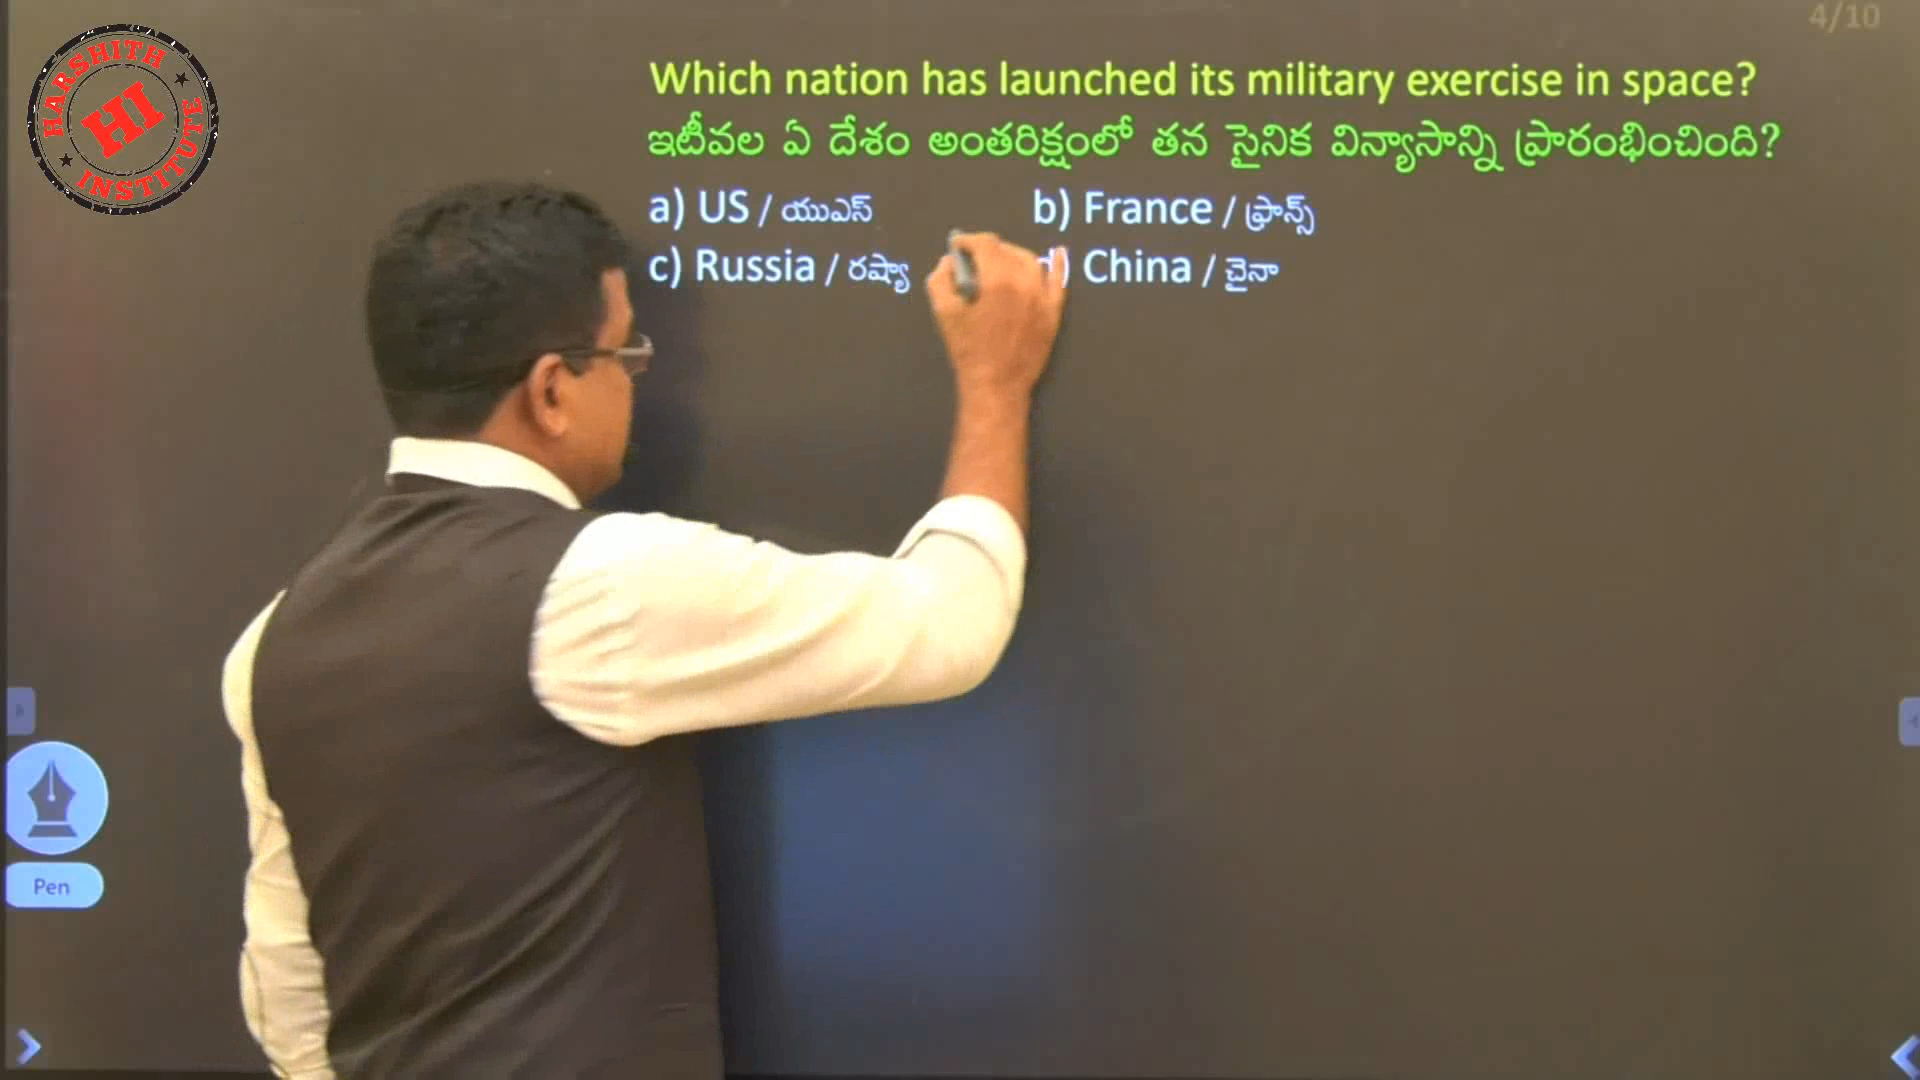 4/10
HARSHITH
HI
INSTITUTE
Which nation has launched its military exercise in space?
ఇటీవల ఏ దేశం అంతరిక్షంలో తన సైనిక విన్యాసాన్ని ప్రారంభించింది?
a) US / యుఎస్ b) France / ఫ్రాన్స్
c) Russia / రష్యా d) China / చైనా
Pen